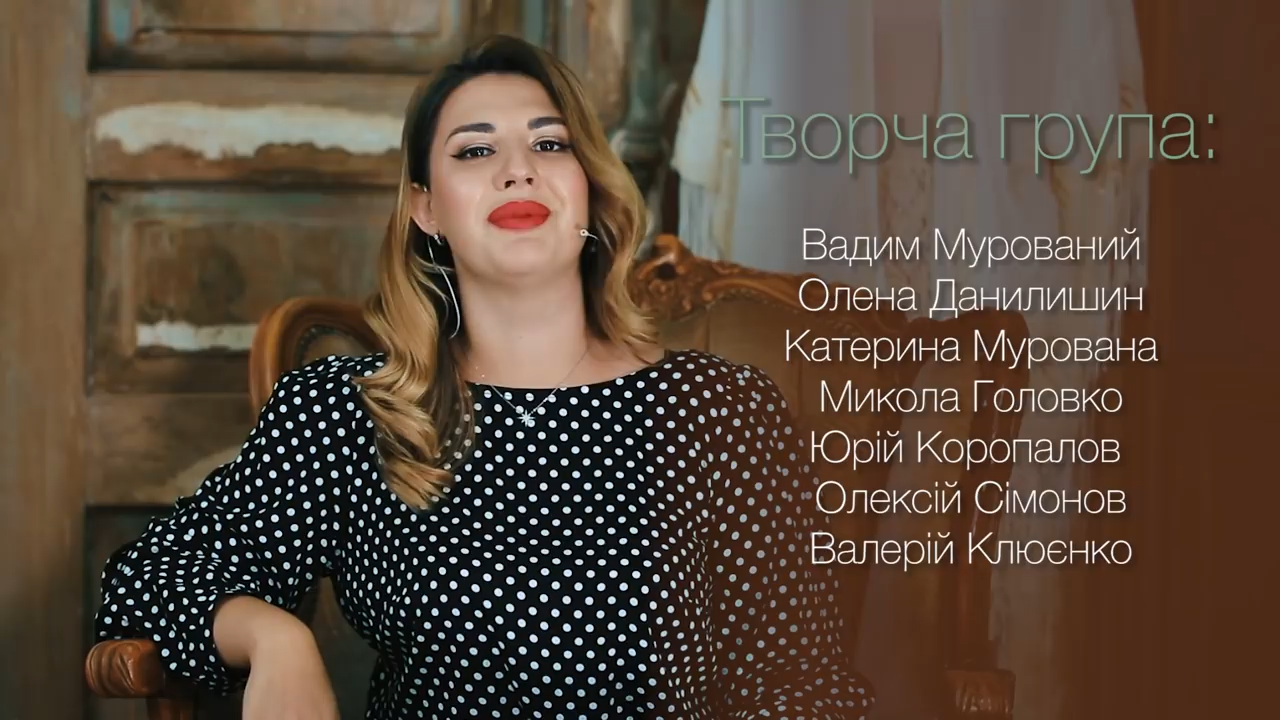 Творча група:
Вадим Мурований
Олена Данилишин
Катерина Мурована
Микола Головко
Юрій Коропалов
Олексій Сімонов
Валерій Клюєнко